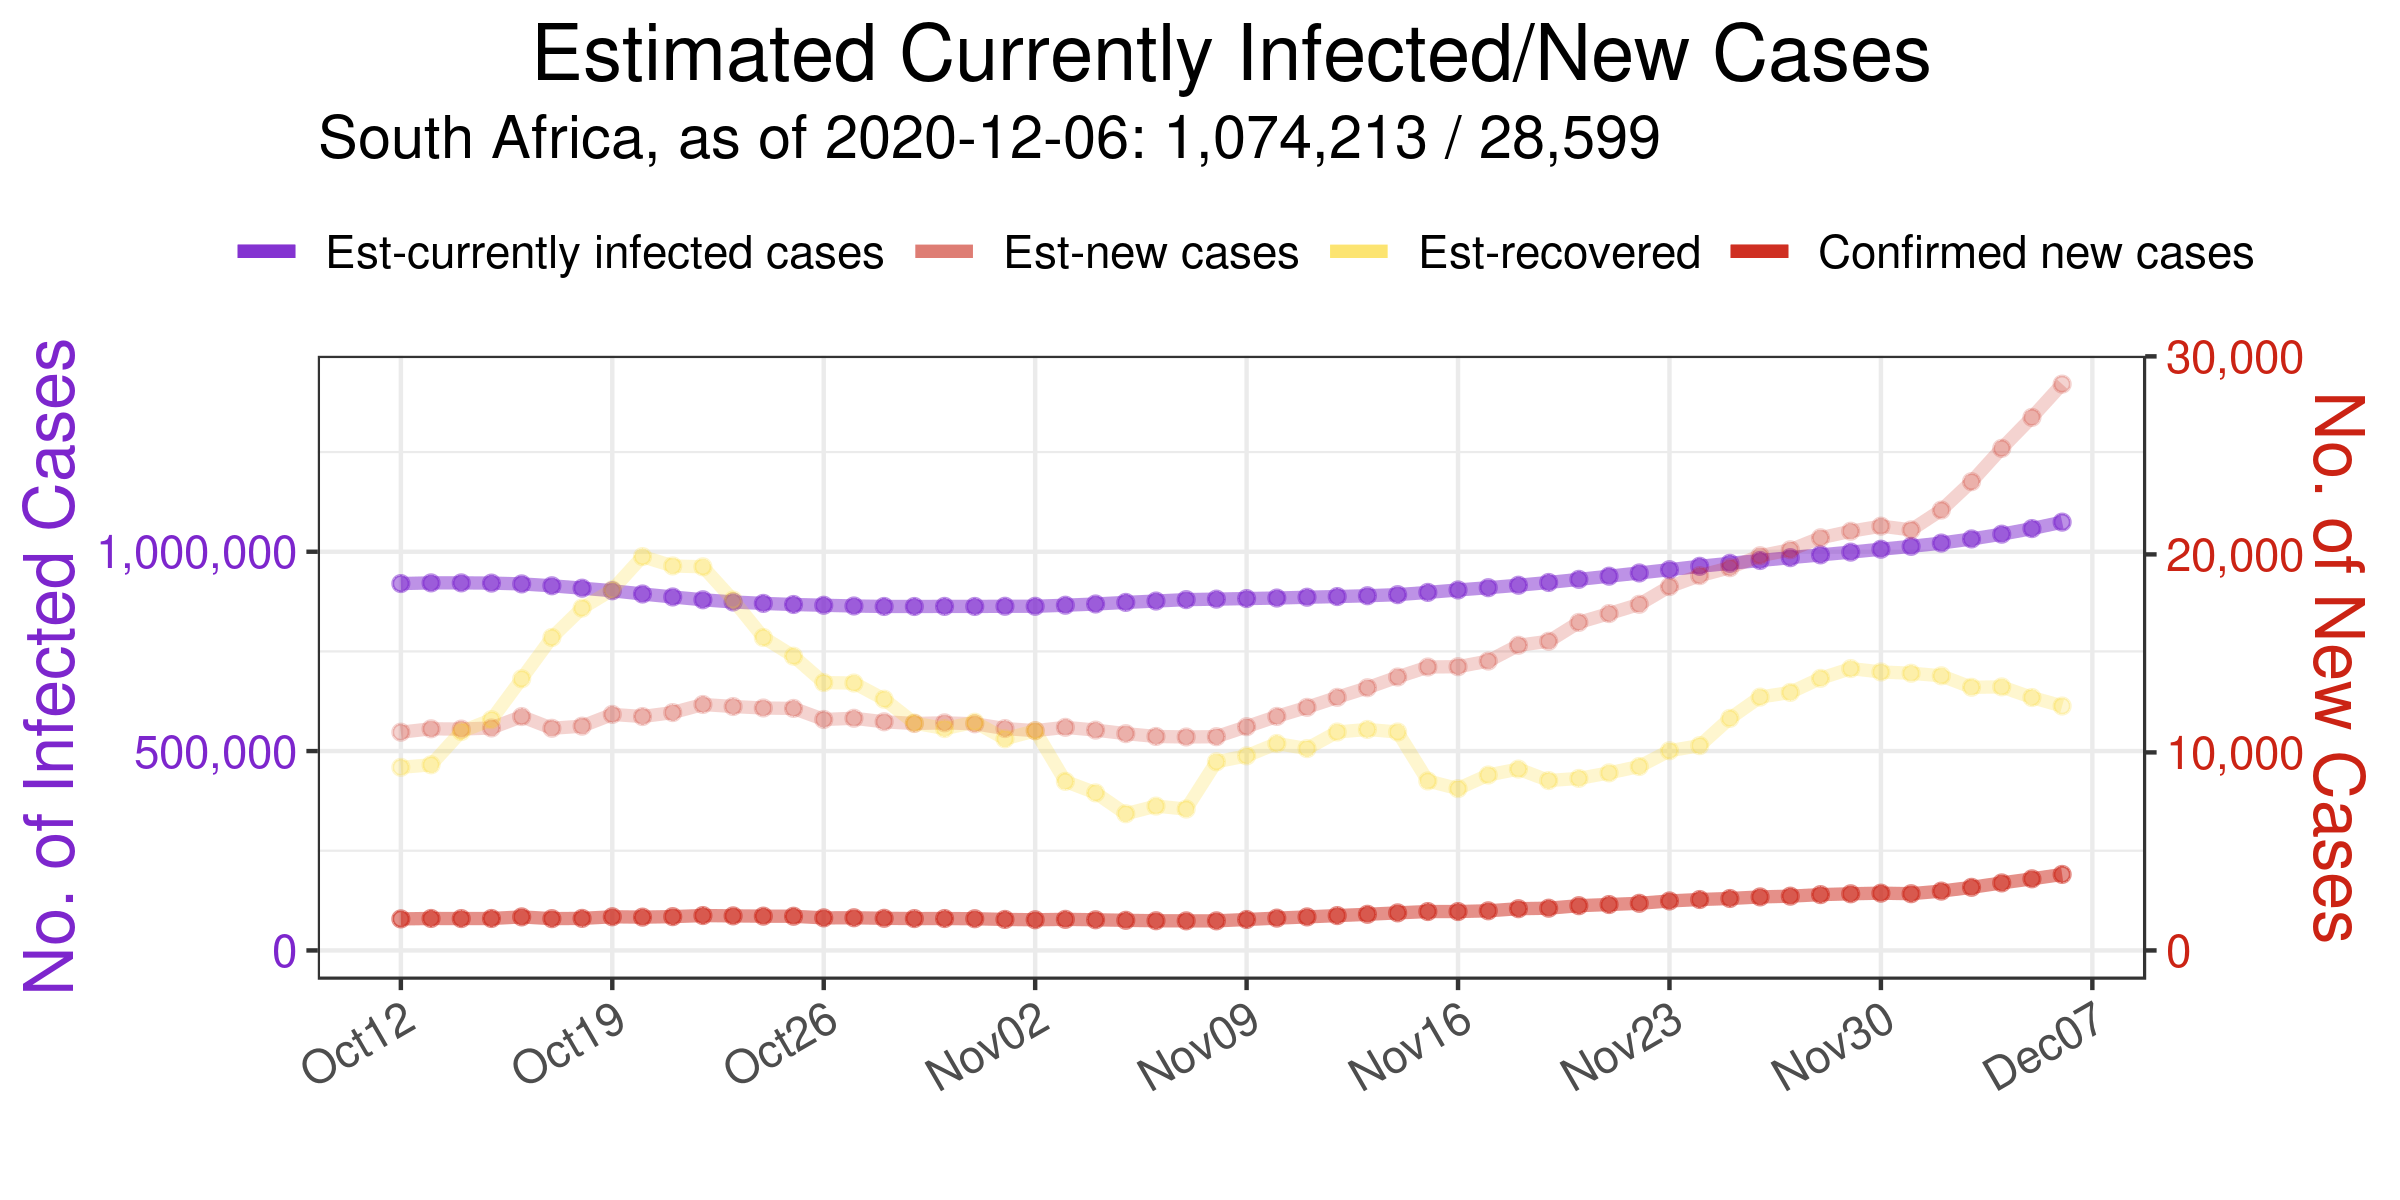 Estimated Currently Infected/New Cases
South Africa, as of 2020-12-06: 1,074,213 / 28,599
Est-currently infected cases Est-new cases Est-recovered Confirmed new cases
No. of Infected Cases
1,000,000
500,000
0
30,000
20,000
10,000
0
No. of New Cases
Oct12 Oct19 Oct26 Nov02 Nov09 Nov16 Nov23 Nov30 Dec07